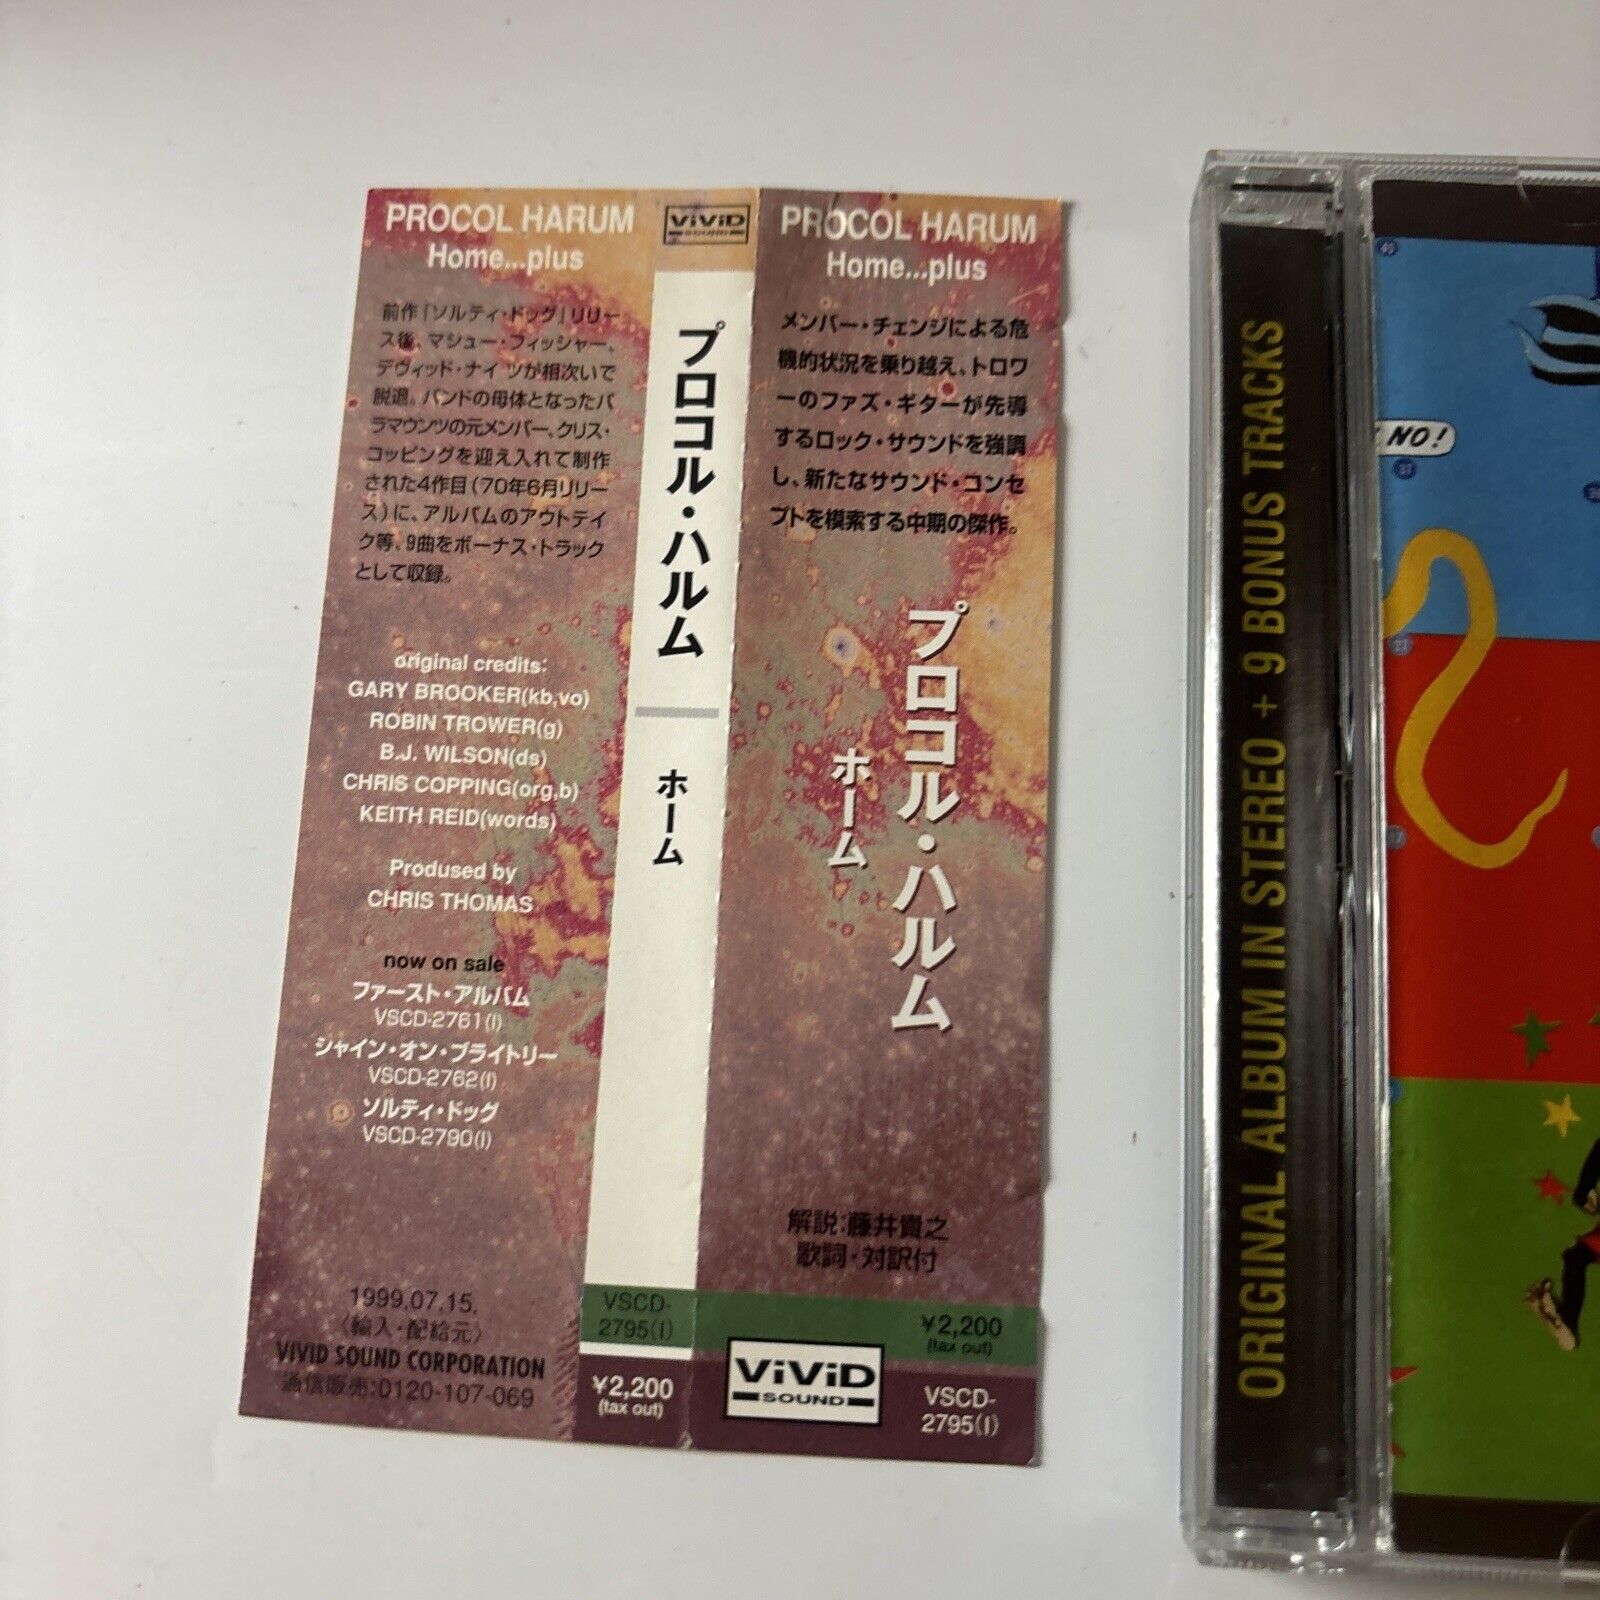 PROCOL HARUM
Home...plus
前作「ソルティ・ドッグ」リリー
ス後、マシュー・フィッシャー、
デヴィッド・ナイツが相次いで
脱退。バンドの母体となったパ
ラマウンツの元メンバー、クリス・
コッピングを迎え入れて制作
された4作目（70年6月リリー
ス）に、アルバムのアウトテイ
ク等、9曲をボーナス・トラック
として収録。
original credits:
GARY BROOKER(kb,vo)
ROBIN TROWER(g)
B.J. WILSON(ds)
CHRIS COPPING(org,b)
KEITH REID(words)
Prodused by
CHRIS THOMAS
now on sale
ファースト・アルバム
VSCD-2761(I)
シャイン・オン・ブライトリー
VSCD-2762(I)
ソルティ・ドッグ
VSCD-2790(I)
1999.07.15.
〈輸入・配給元〉
ViViD SOUND CORPORATION
通信販売:0120-107-069
ViViD
SOUND
プロコル・ハルム
ホーム
VSCD-
2795(I)
¥2,200
(tax out)
PROCOL HARUM
Home...plus
メンバー・チェンジによる危
機的状況を乗り越え、トロワ
ーのファズ・ギターが先導
するロック・サウンドを強調
し、新たなサウンド・コンセ
プトを模索する中期の傑作。
プロコル・ハルム
ホーム
解説:藤井貴之
歌詞・対訳付
¥2,200
(tax out)
ViViD
SOUND
VSCD-
2795(I)
ORIGINAL ALBUM IN STEREO + 9 BONUS TRACKS
NO!